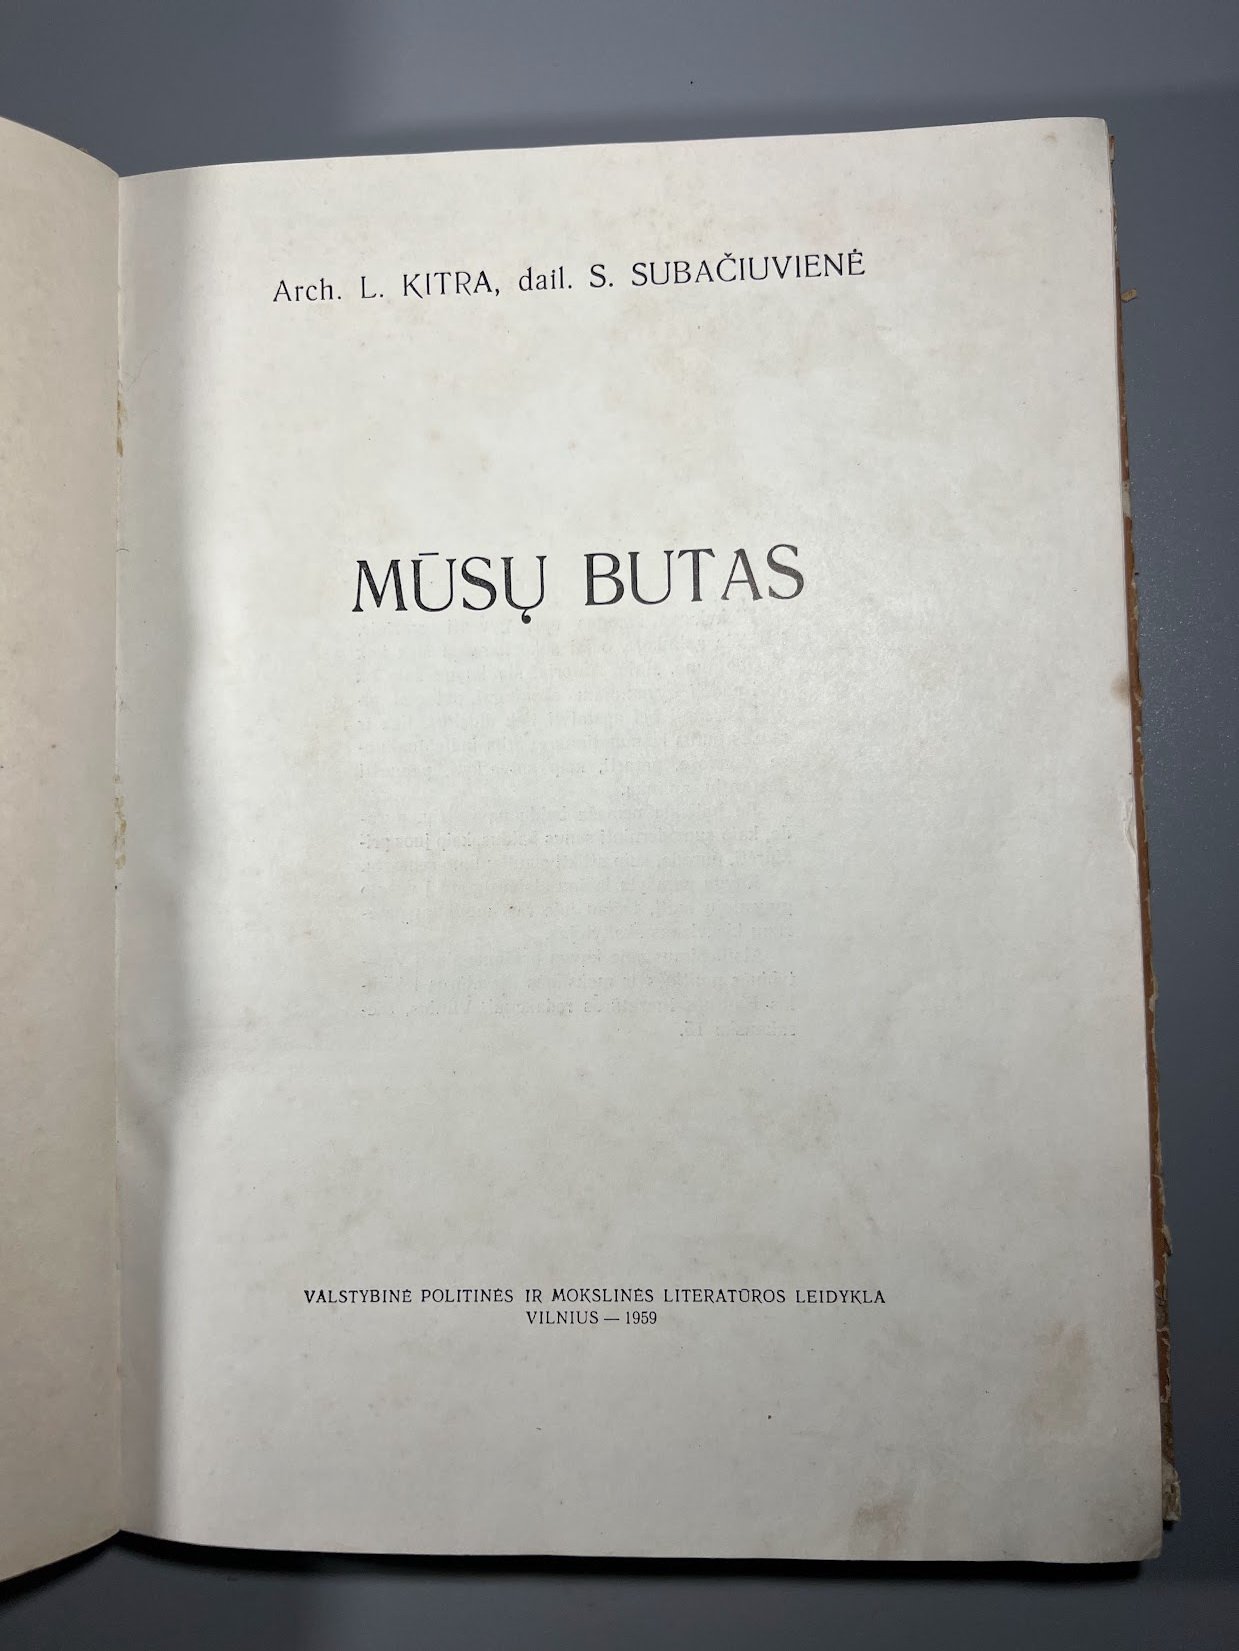 Arch. L. KITRA, dail. S. SUBAČIUVIENĖ
MŪSŲ BUTAS
VALSTYBINĖ POLITINĖS IR MOKSLINĖS LITERATŪROS LEIDYKLA
VILNIUS — 1959